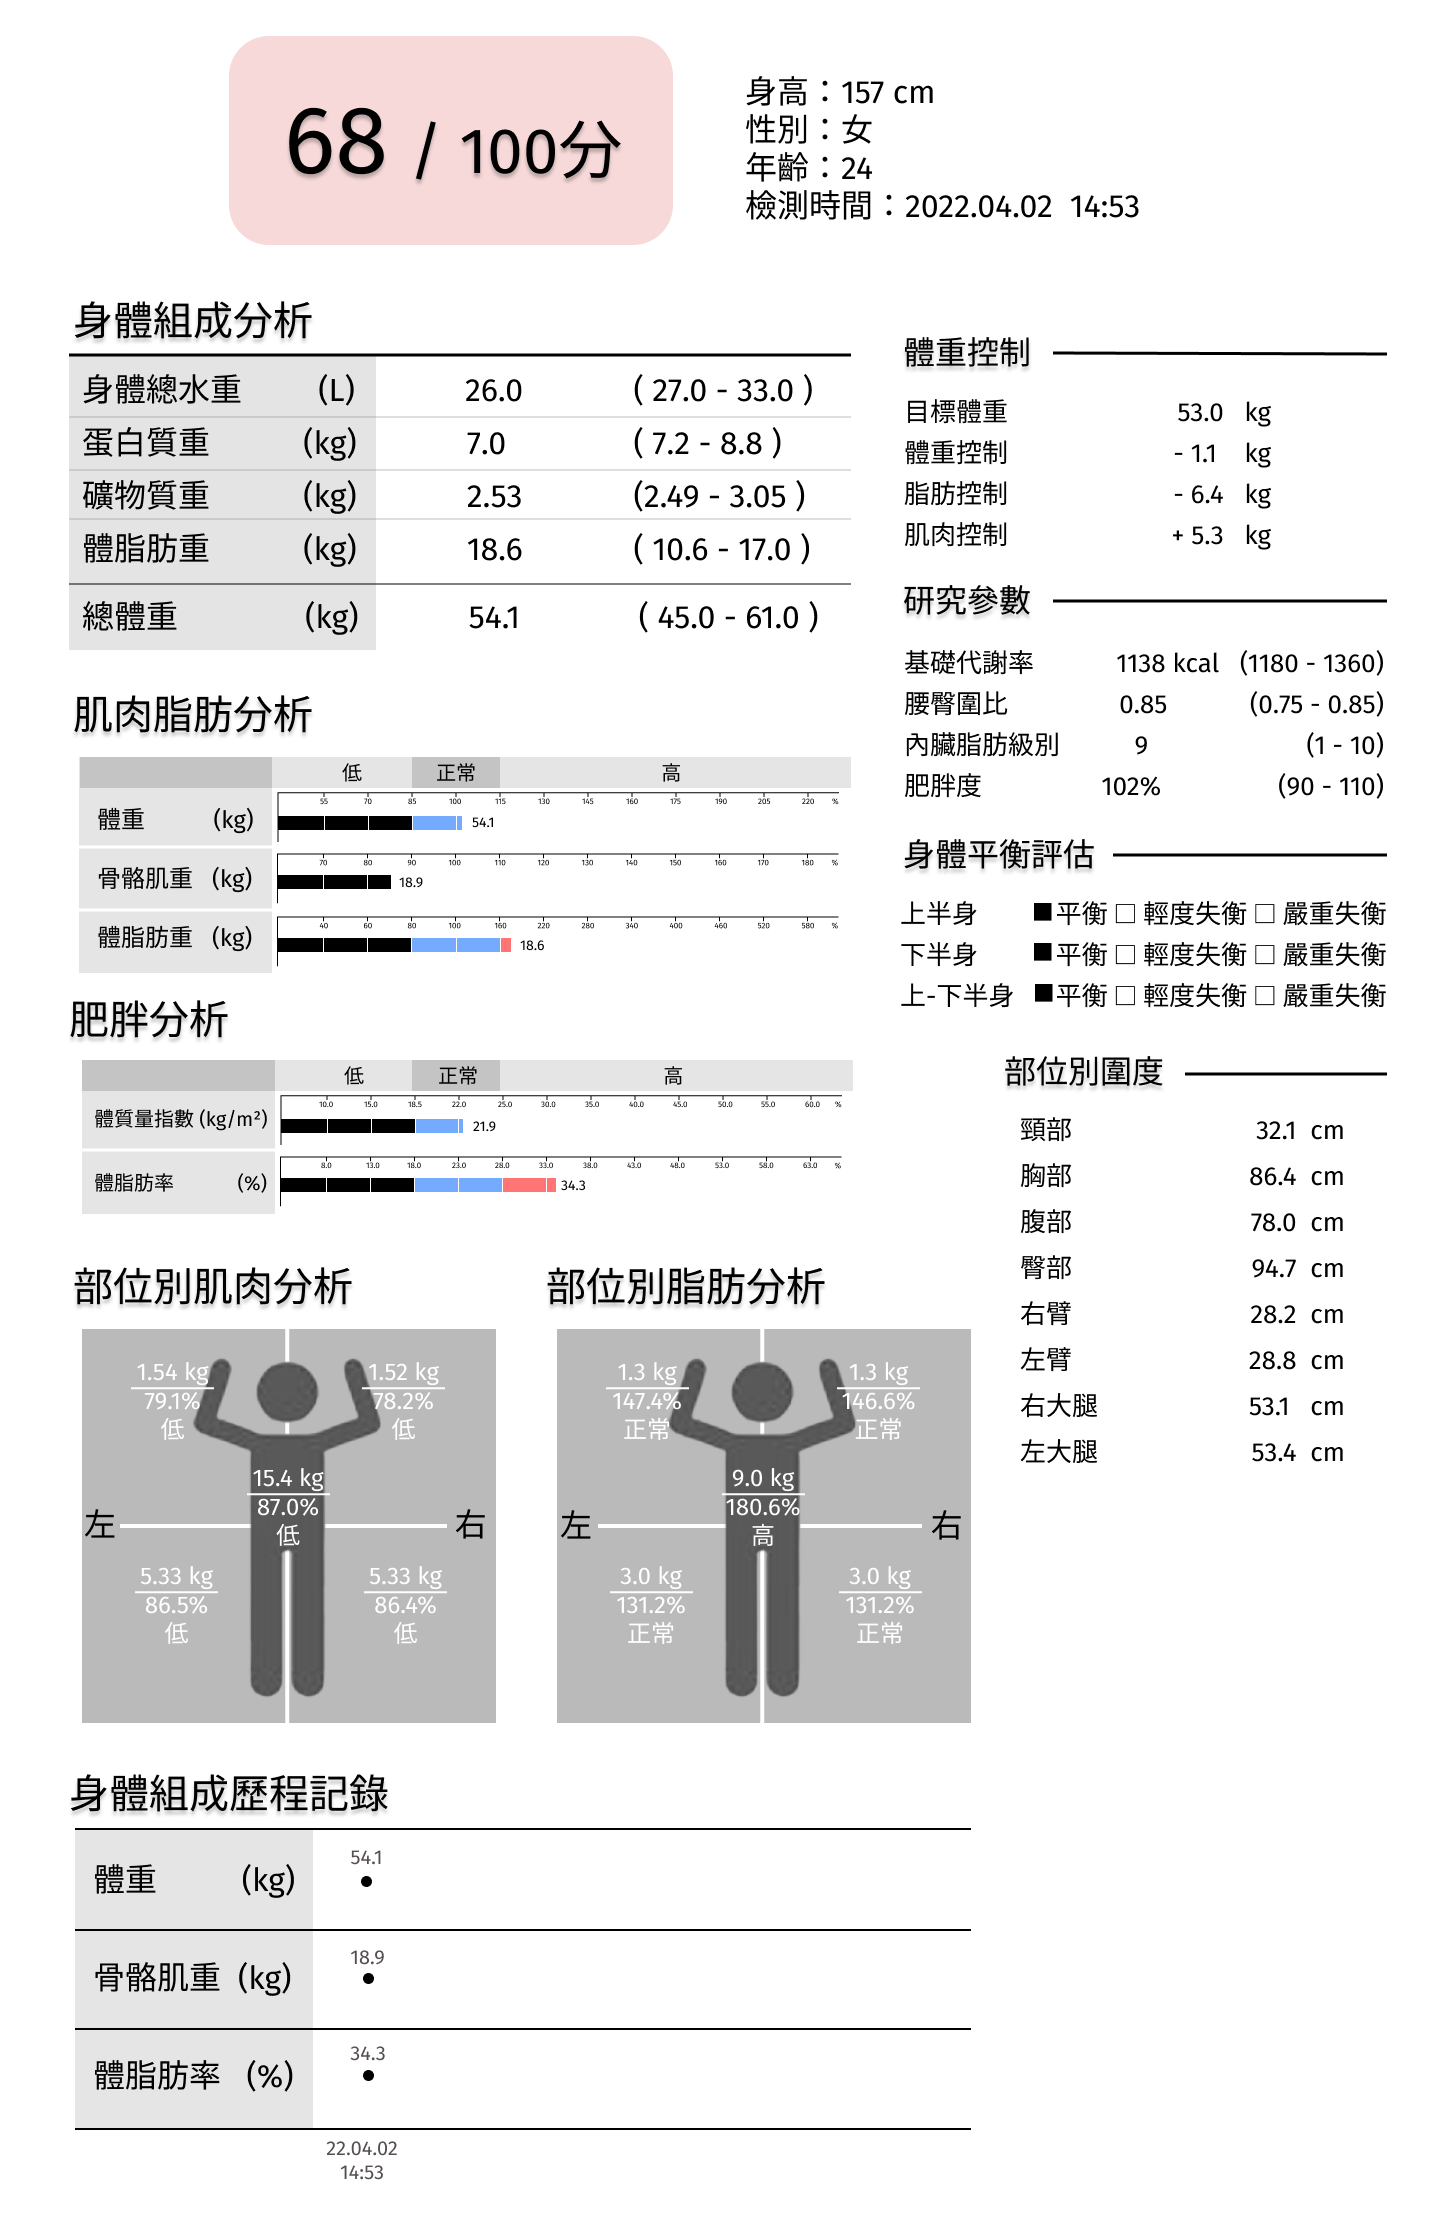 68 / 100分
身高：157 cm
性別：女
年齡：24
檢測時間：2022.04.02 14:53
身體組成分析
身體總水重 (L) 26.0 ( 27.0 - 33.0 )
蛋白質重 (kg) 7.0 ( 7.2 - 8.8 )
礦物質重 (kg) 2.53 (2.49 - 3.05 )
體脂肪重 (kg) 18.6 ( 10.6 - 17.0 )
總體重 (kg) 54.1 ( 45.0 - 61.0 )
體重控制
目標體重 53.0 kg
體重控制 - 1.1 kg
脂肪控制 - 6.4 kg
肌肉控制 + 5.3 kg
研究參數
基礎代謝率 1138 kcal (1180 - 1360)
腰臀圍比 0.85 (0.75 - 0.85)
內臟脂肪級別 9 (1 - 10)
肥胖度 102% (90 - 110)
肌肉脂肪分析
低 正常 高
55 70 85 100 115 130 145 160 175 190 205 220 %
體重 (kg) 54.1
70 80 90 100 110 120 130 140 150 160 170 180 %
骨骼肌重 (kg) 18.9
40 60 80 100 160 220 280 340 400 460 520 580 %
體脂肪重 (kg) 18.6
身體平衡評估
上半身 ■平衡 □ 輕度失衡 □ 嚴重失衡
下半身 ■平衡 □ 輕度失衡 □ 嚴重失衡
上-下半身 ■平衡 □ 輕度失衡 □ 嚴重失衡
肥胖分析
低 正常 高
10.0 15.0 18.5 22.0 25.0 30.0 35.0 40.0 45.0 50.0 55.0 60.0 %
體質量指數 (kg/m²) 21.9
8.0 13.0 18.0 23.0 28.0 33.0 38.0 43.0 48.0 53.0 58.0 63.0 %
體脂肪率 (%) 34.3
部位別圍度
頸部 32.1 cm
胸部 86.4 cm
腹部 78.0 cm
臀部 94.7 cm
右臂 28.2 cm
左臂 28.8 cm
右大腿 53.1 cm
左大腿 53.4 cm
部位別肌肉分析
1.54 kg 1.52 kg
79.1% 78.2%
低 低
15.4 kg
87.0%
左 低 右
5.33 kg 5.33 kg
86.5% 86.4%
低 低
部位別脂肪分析
1.3 kg 1.3 kg
147.4% 146.6%
正常 正常
9.0 kg
180.6%
左 高 右
3.0 kg 3.0 kg
131.2% 131.2%
正常 正常
身體組成歷程記錄
體重 (kg) 54.1
骨骼肌重 (kg) 18.9
體脂肪率 (%) 34.3
22.04.02
14:53